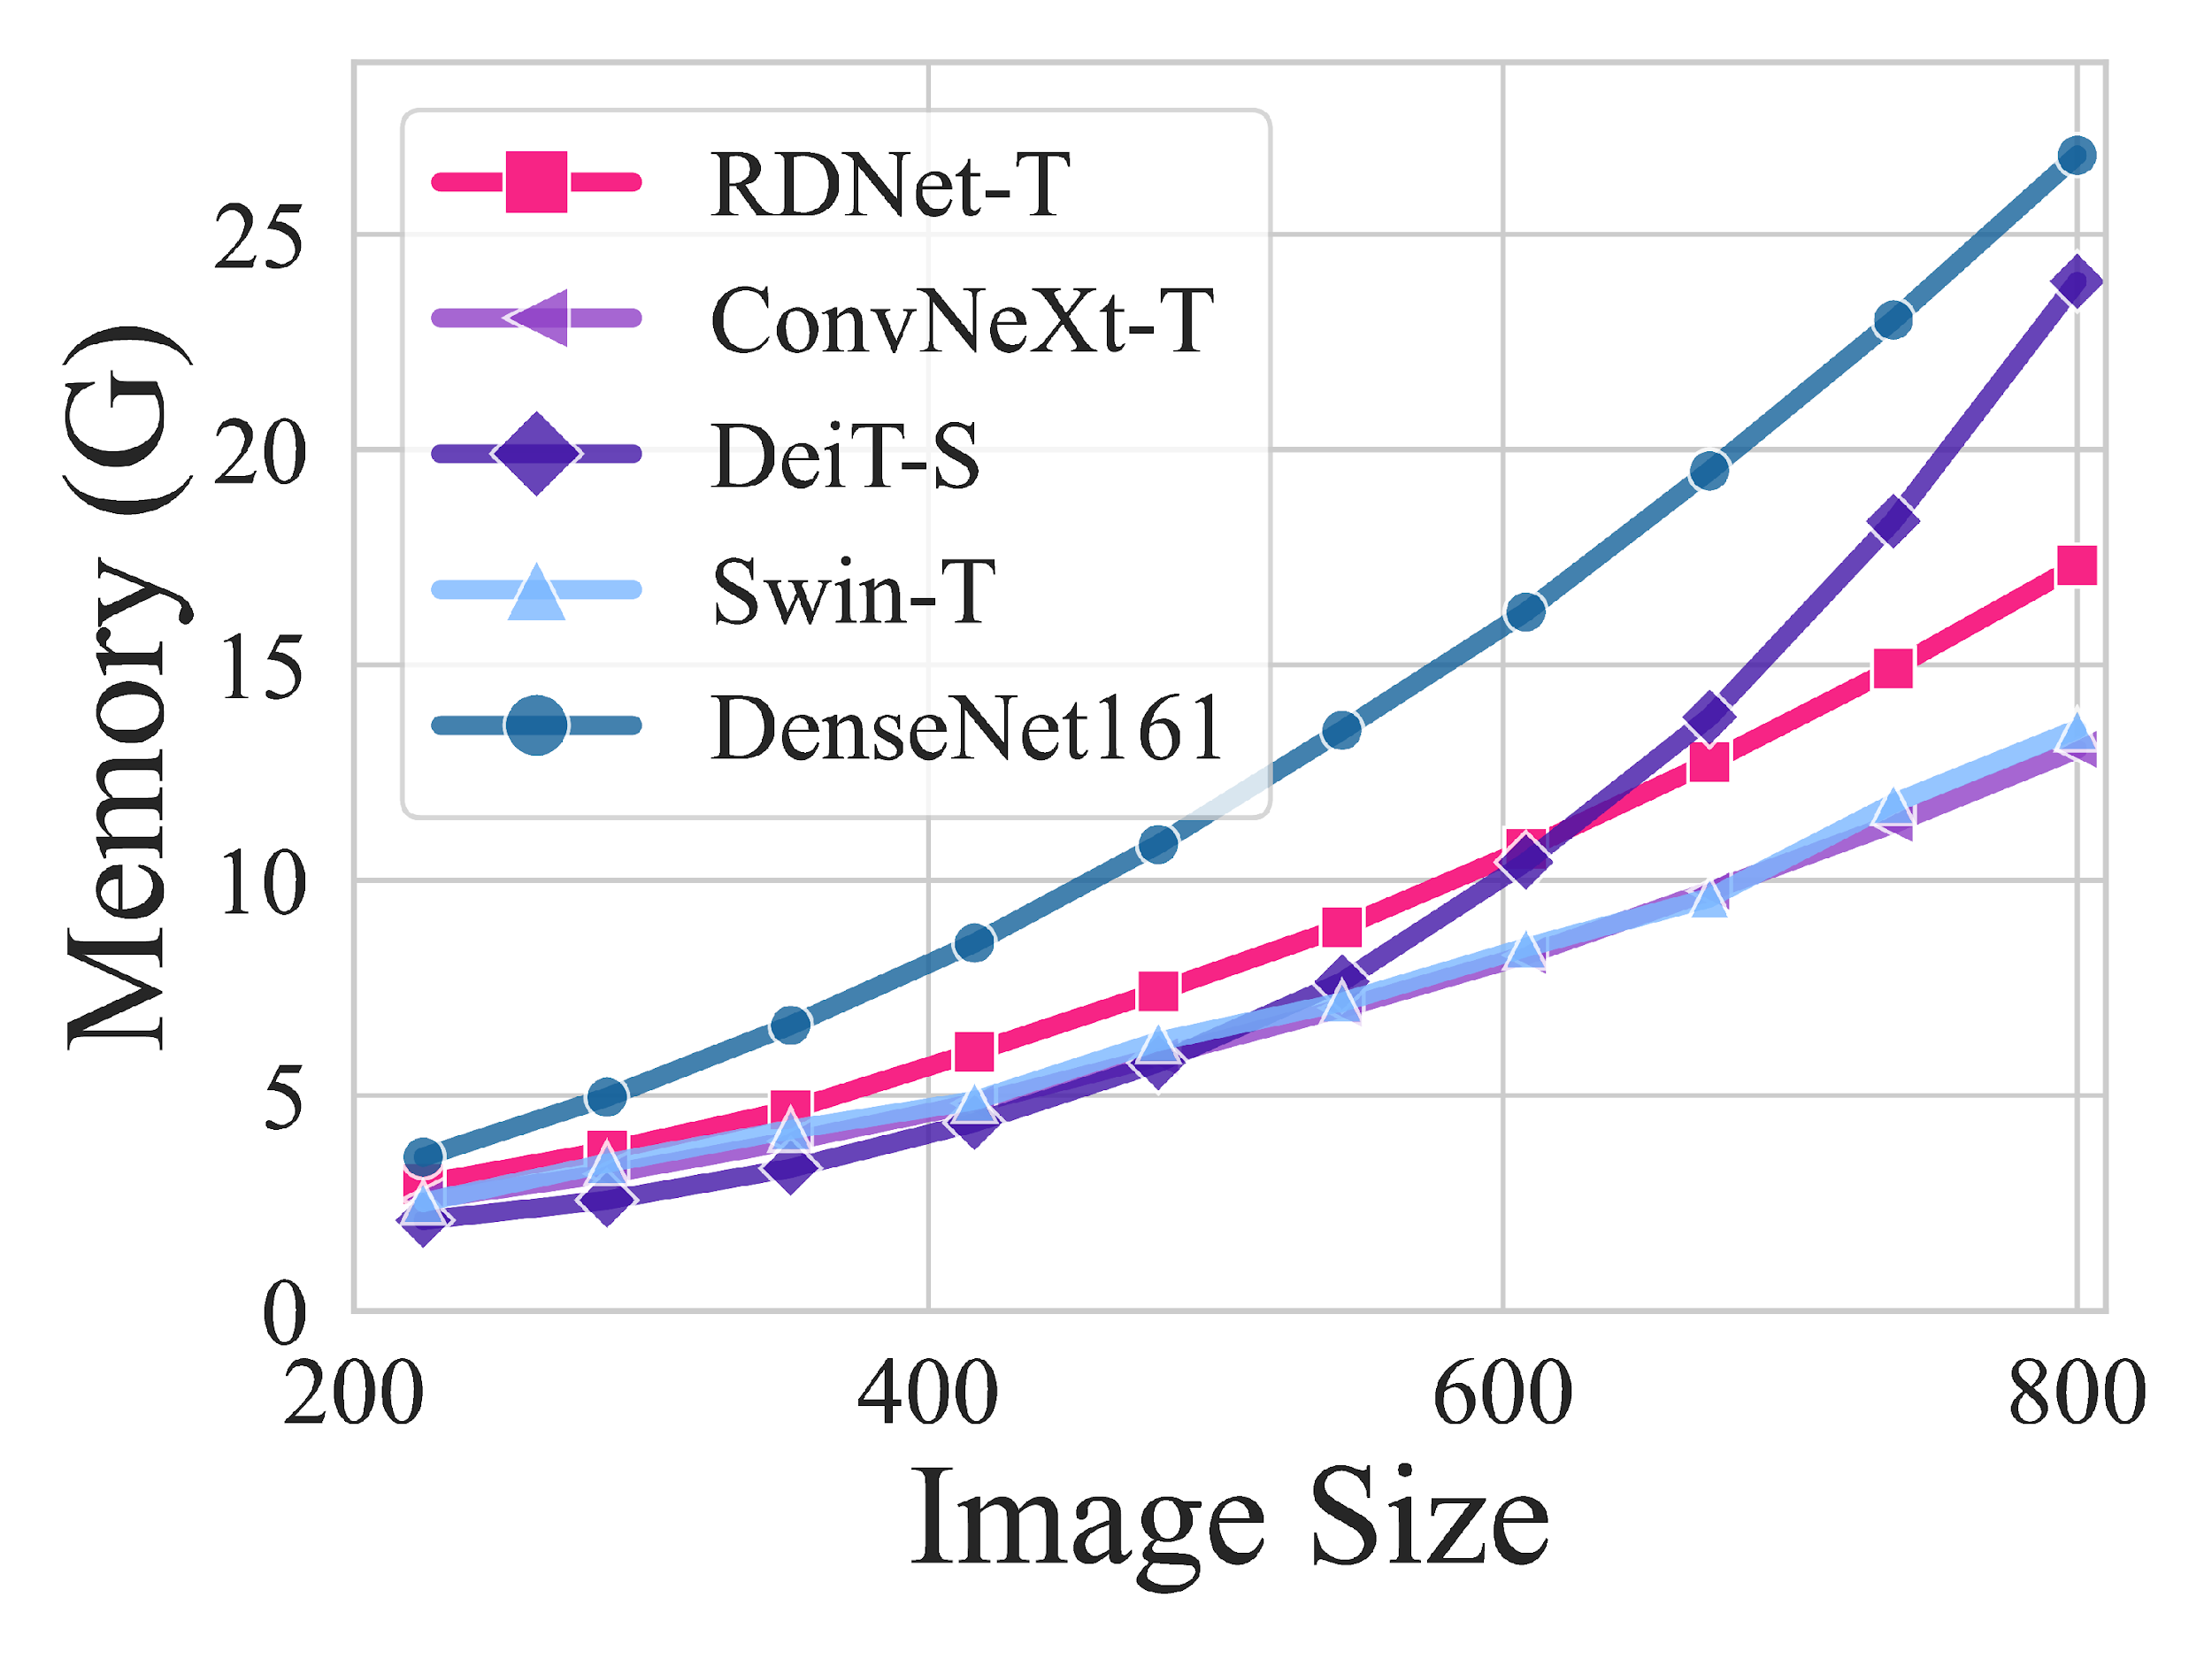 RDNet-T
ConvNeXt-T
DeiT-S
Swin-T
DenseNet161
Memory (G)
25
20
15
10
5
0
200 400 600 800
Image Size